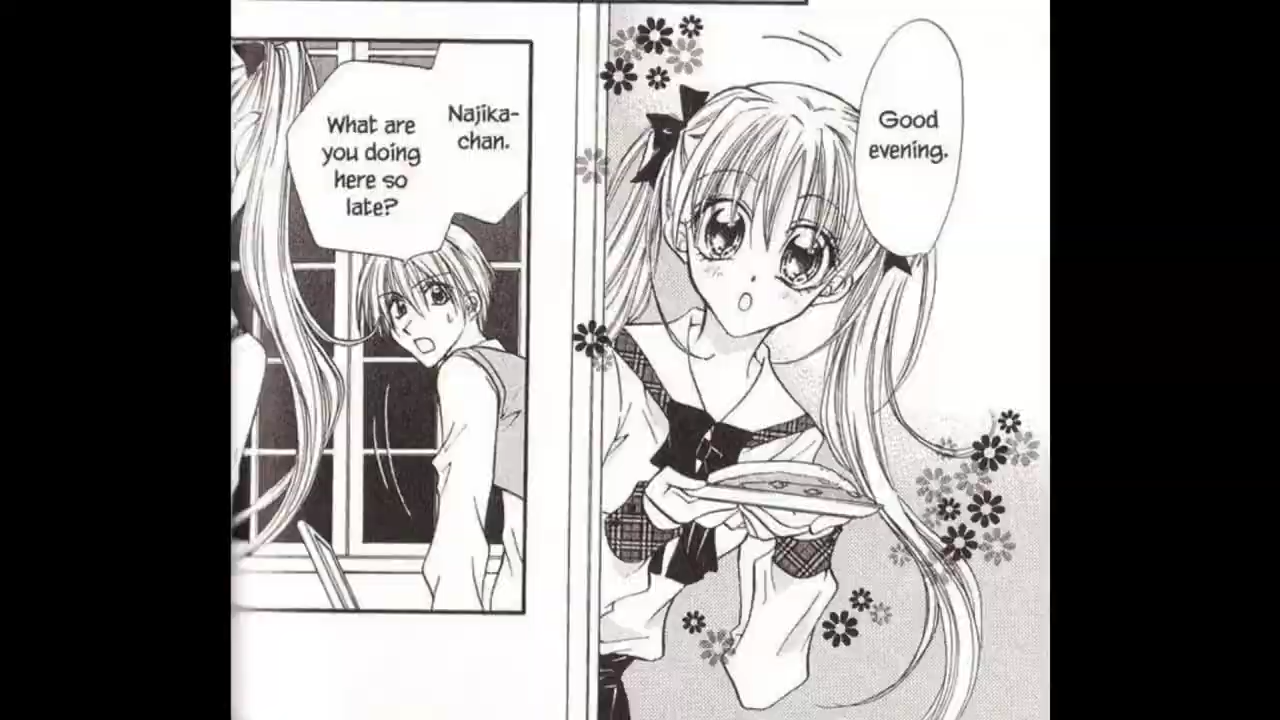 Good
evening.
Najika-
chan.
What are
you doing
here so
late?